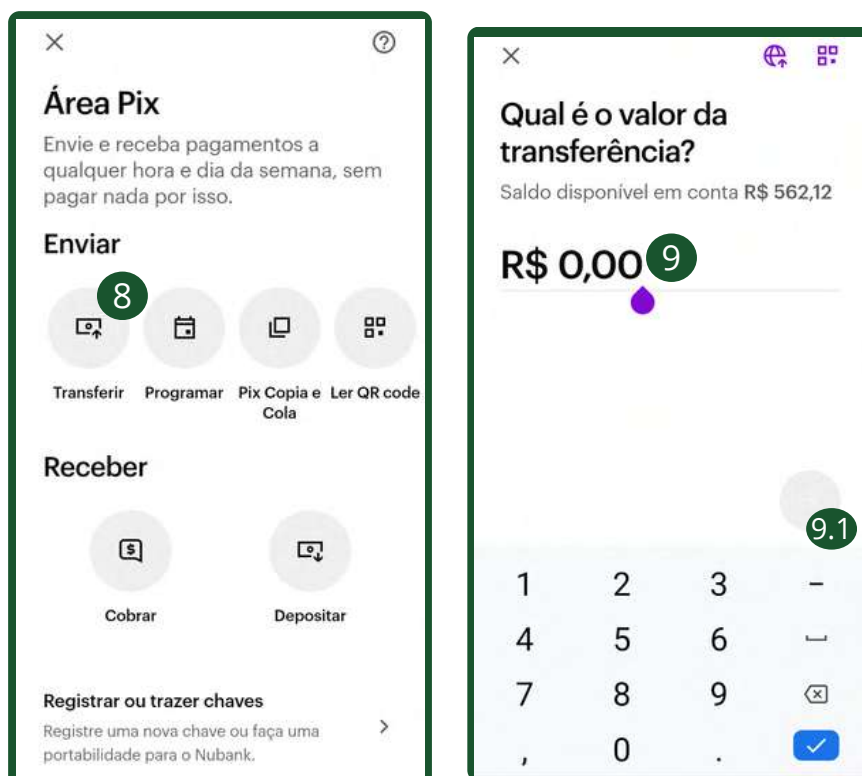 Área Pix
Envie e receba pagamentos a
qualquer hora e dia da semana, sem
pagar nada por isso.
Enviar
8
Transferir
Programar
Pix Copia e
Cola
Ler QR code
Receber
Cobrar
Depositar
Registrar ou trazer chaves
Registre uma nova chave ou faça uma
portabilidade para o Nubank.
Qual é o valor da
transferência?
Saldo disponível em conta R$ 562,12
R$ 0,00
9
9.1
1 2 3 –
4 5 6
7 8 9
, 0 .